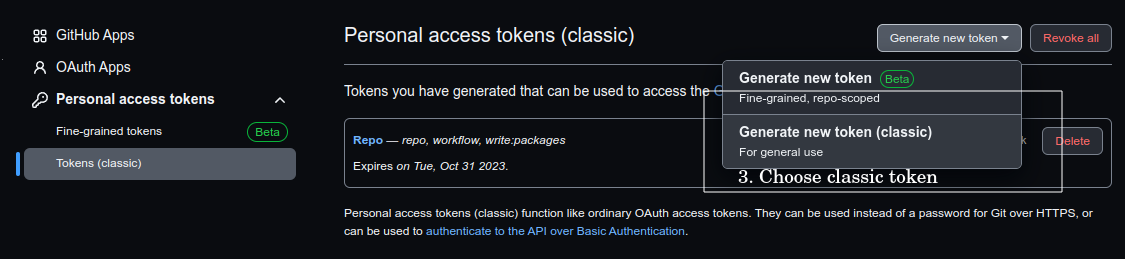 GitHub Apps
OAuth Apps
Personal access tokens
Fine-grained tokens Beta
Tokens (classic)
Personal access tokens (classic)
Generate new token
Revoke all
Tokens you have generated that can be used to access the
Generate new token Beta
Fine-grained, repo-scoped
Generate new token (classic)
For general use
Repo — repo, workflow, write:packages
Delete
Expires on Tue, Oct 31 2023.
3. Choose classic token
Personal access tokens (classic) function like ordinary OAuth access tokens. They can be used instead of a password for Git over HTTPS, or
can be used to authenticate to the API over Basic Authentication.